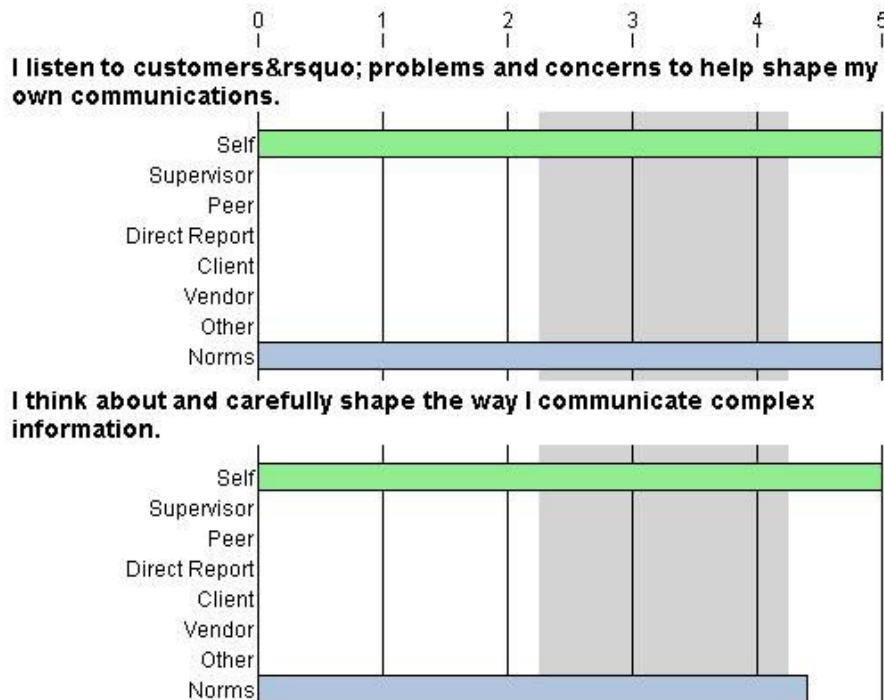 0 1 2 3 4 5
I listen to customers&rsquo; problems and concerns to help shape my
own communications.
Self
Supervisor
Peer
Direct Report
Client
Vendor
Other
Norms
I think about and carefully shape the way I communicate complex
information.
Self
Supervisor
Peer
Direct Report
Client
Vendor
Other
Norms